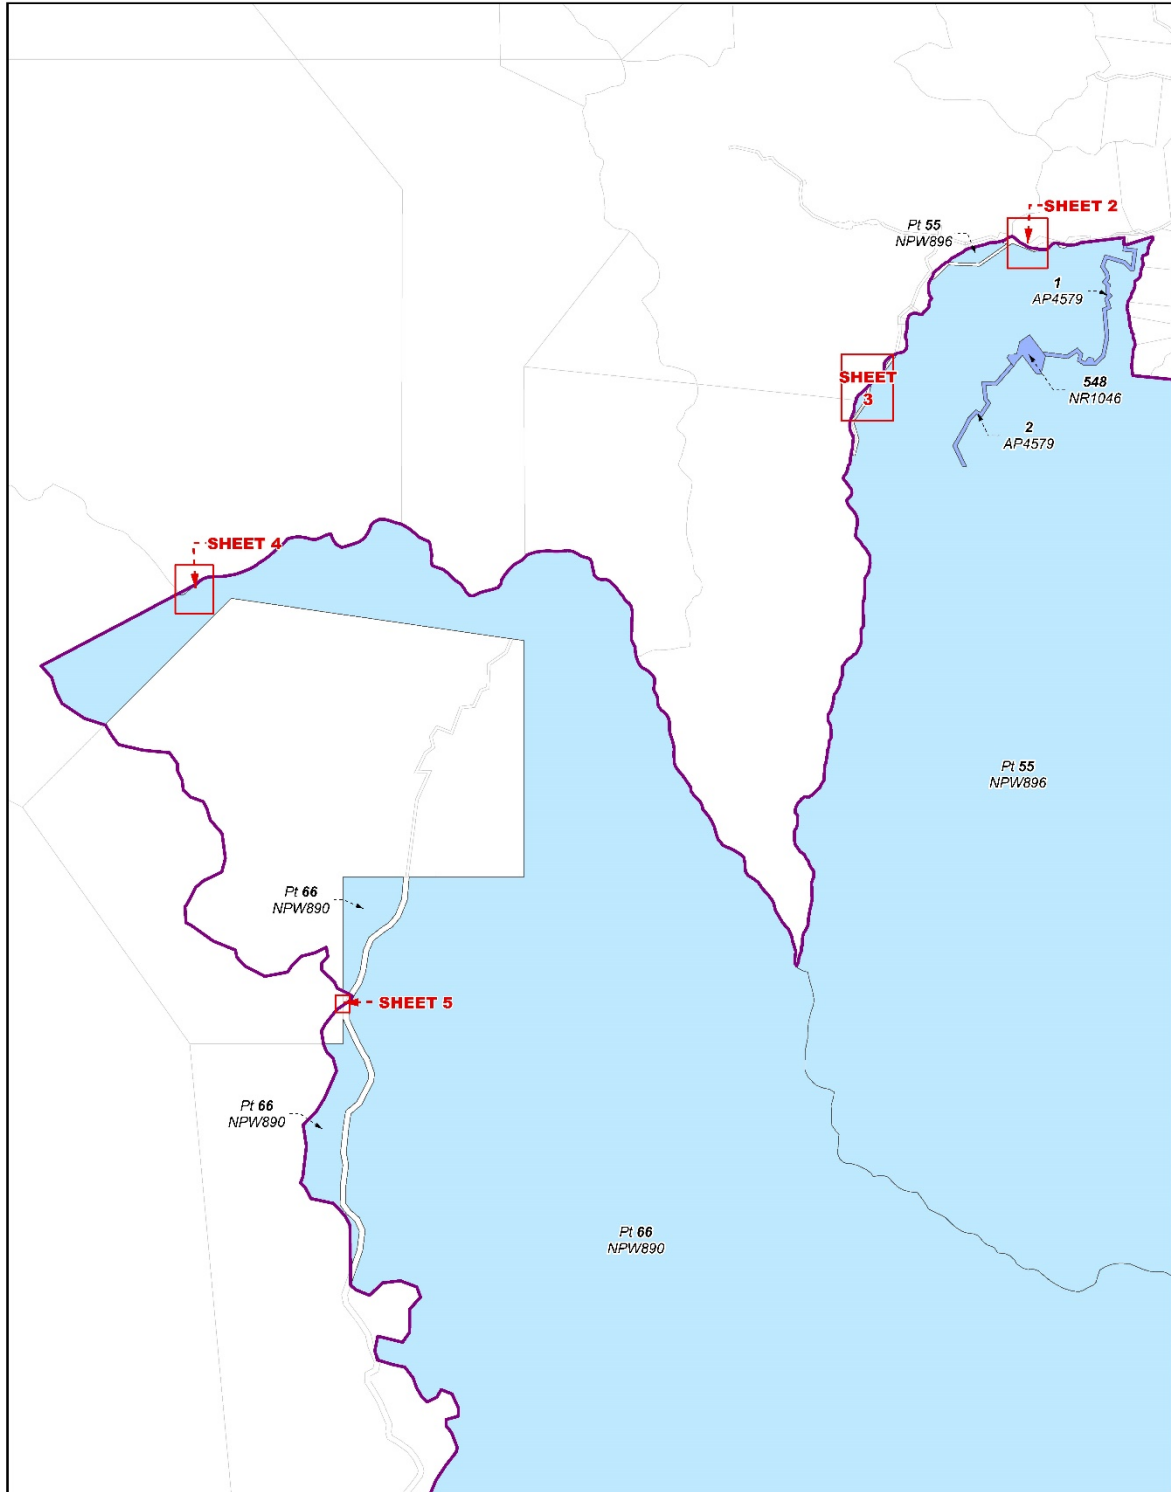 SHEET 2
Pt 55
NPW896
1
AP4579
SHEET
3
548
NR1046
2
AP4579
SHEET 4
Pt 55
NPW896
Pt 66
NPW890
SHEET 5
Pt 66
NPW890
Pt 66
NPW890